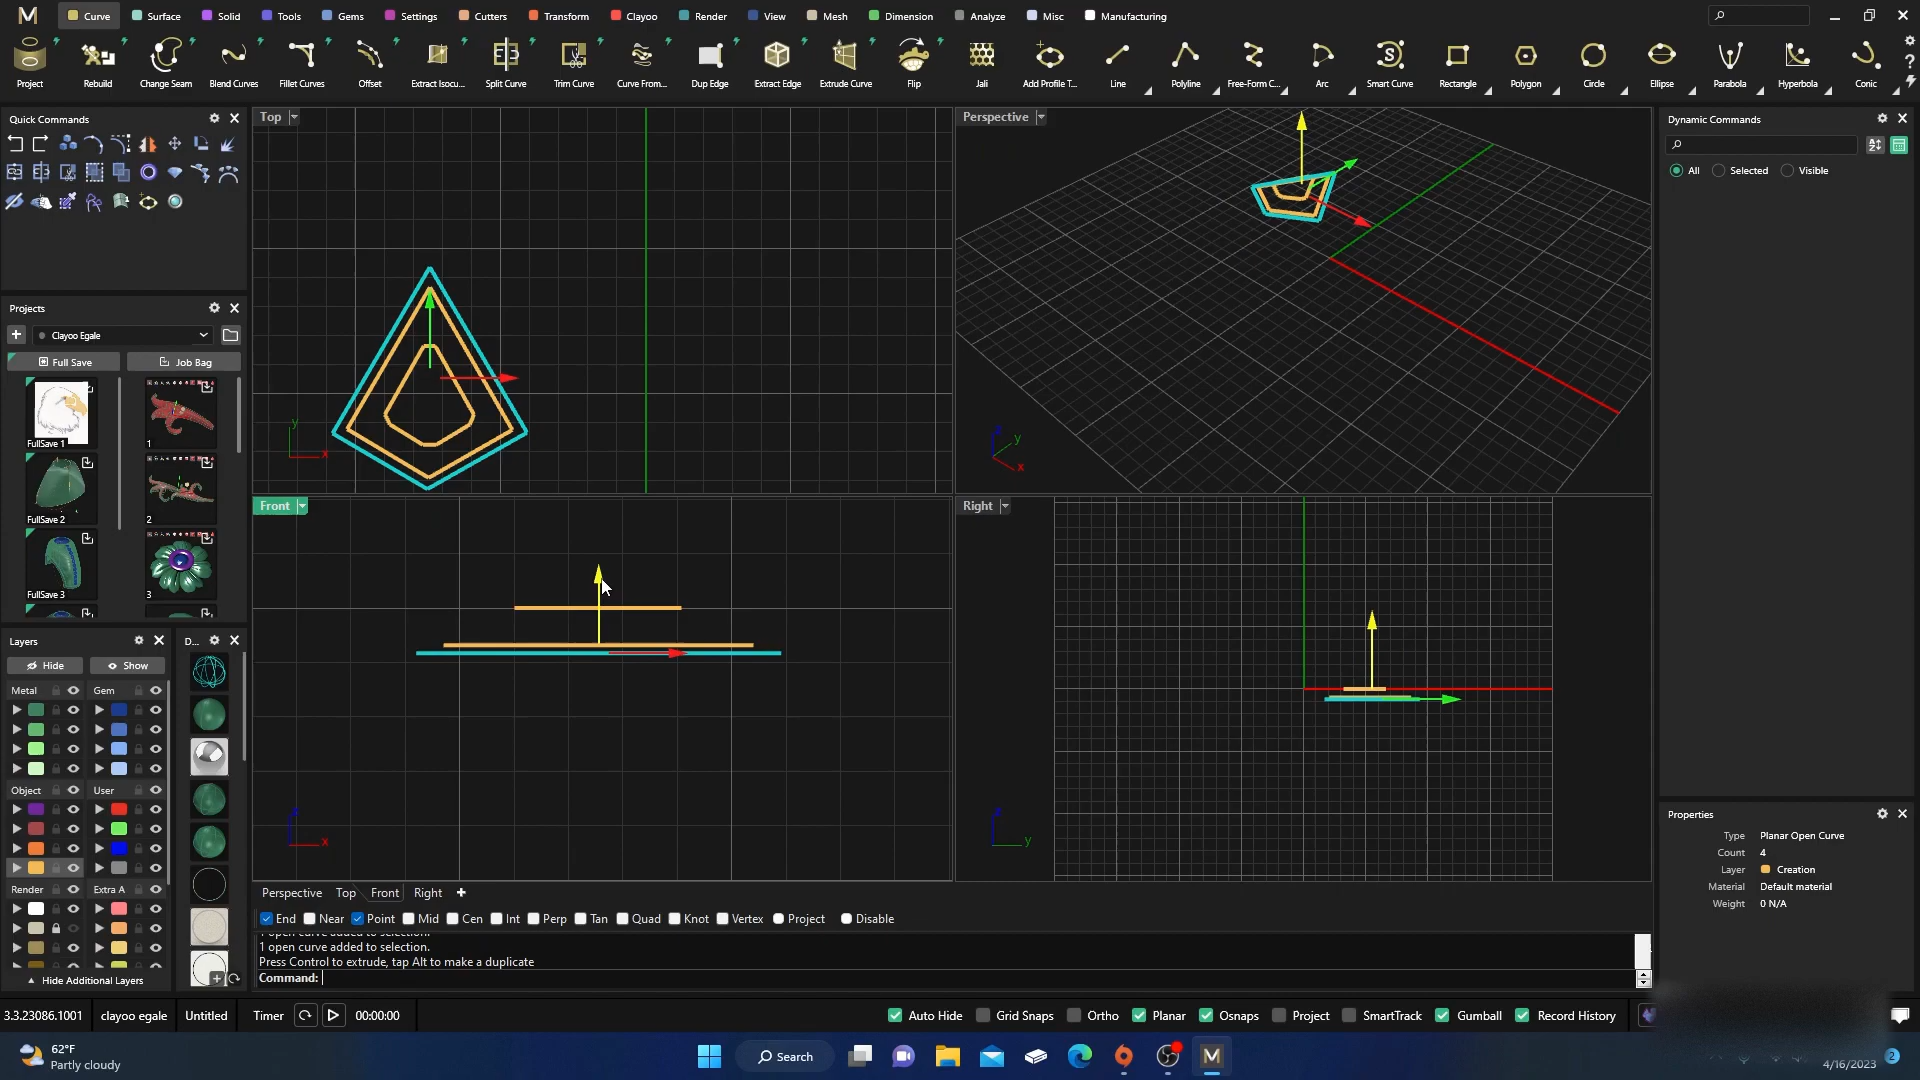 Curve Surface Solid Tools Gems Settings Cutters Transform Clayoo Render View Mesh Dimension Analyze Misc Manufacturing
Project Rebuild Change Seam Blend Curves Fillet Curves Offset Extract Isocu... Split Curve Trim Curve Curve From... Dup Edge Extract Edge Extrude Curve Flip Jali Add Profile T... Line Polyline Free-Form C... Arc Smart Curve Rectangle Polygon Circle Ellipse Parabola Hyperbola Conic
Quick Commands
Projects
Clayoo Egale
Full Save Job Bag
FullSave 1 1
FullSave 2 2
FullSave 3 3
Layers D...
Hide Show
Metal Gem
Object User
Render Extra A
Hide Additional Layers
Top
y
x
Perspective
z
y
x
Front
z
x
Right
z
y
Perspective Top Front Right
End Near Point Mid Cen Int Perp Tan Quad Knot Vertex Project Disable
1 open curve added to selection.
1 open curve added to selection.
Press Control to extrude, tap Alt to make a duplicate
Command:
Dynamic Commands
All Selected Visible
Properties
Type Planar Open Curve
Count 4
Layer Creation
Material Default material
Weight 0 N/A
3.3.23086.1001 clayoo egale Untitled Timer 00:00:00 Auto Hide Grid Snaps Ortho Planar Osnaps Project SmartTrack Gumball Record History
62°F
Partly cloudy
Search
4/16/2023
2